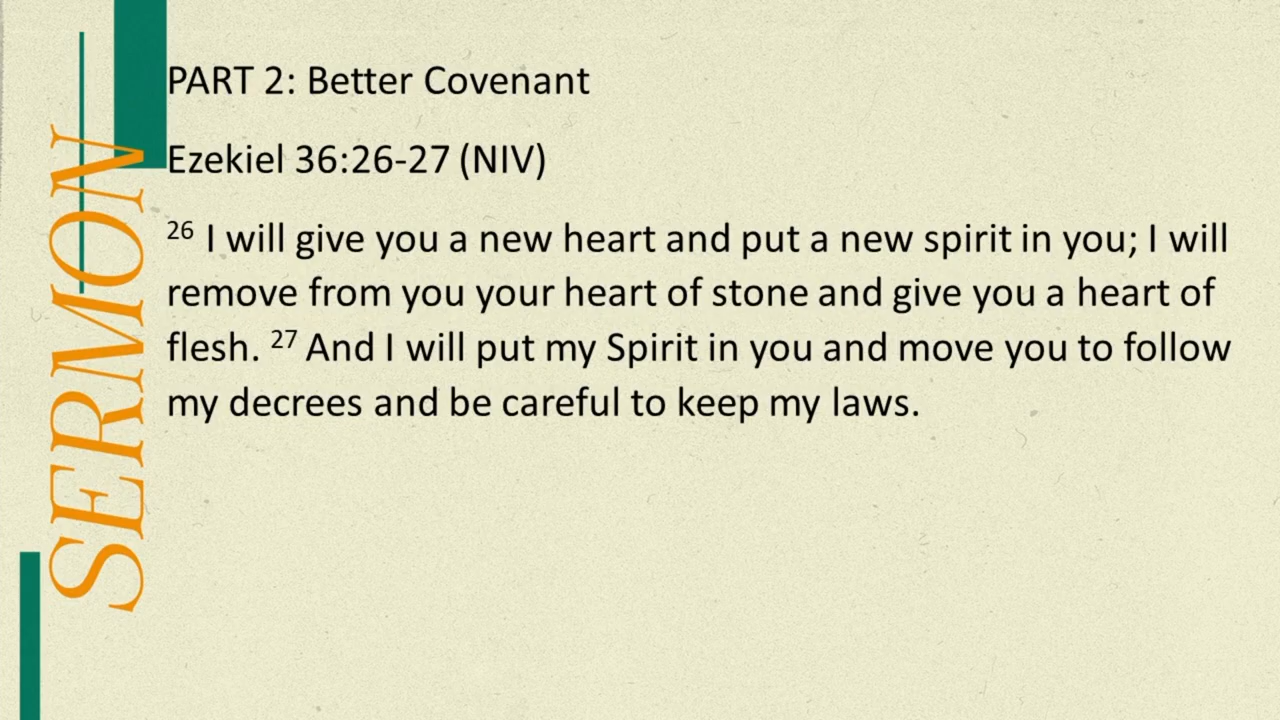 SERMON
PART 2: Better Covenant
Ezekiel 36:26-27 (NIV)
26 I will give you a new heart and put a new spirit in you; I will
remove from you your heart of stone and give you a heart of
flesh. 27 And I will put my Spirit in you and move you to follow
my decrees and be careful to keep my laws.